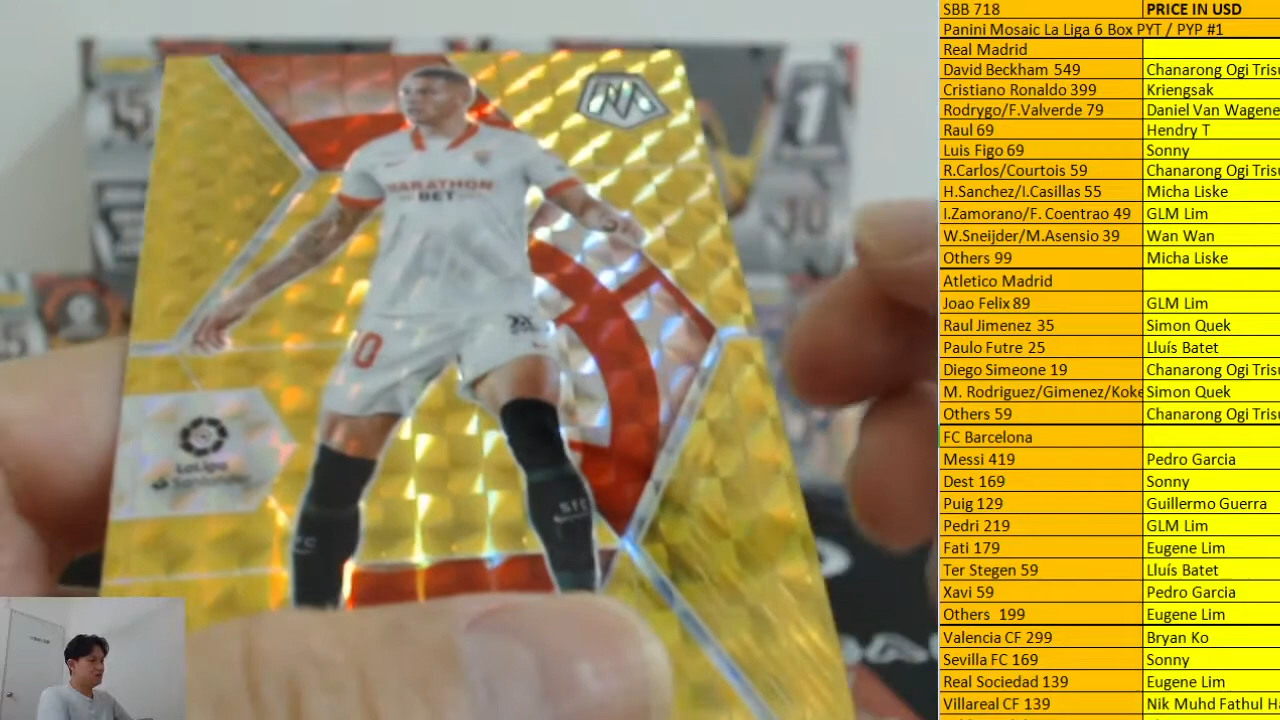 SBB 718 PRICE IN USD
Panini Mosaic La Liga 6 Box PYT / PYP #1
Real Madrid
David Beckham 549 Chanarong Ogi Trisu
Cristiano Ronaldo 399 Kriengsak
Rodrygo/F.Valverde 79 Daniel Van Wagene
Raul 69 Hendry T
Luis Figo 69 Sonny
R.Carlos/Courtois 59 Chanarong Ogi Trisu
H.Sanchez/I.Casillas 55 Micha Liske
I.Zamorano/F. Coentrao 49 GLM Lim
W.Sneijder/M.Asensio 39 Wan Wan
Others 99 Micha Liske
Atletico Madrid
Joao Felix 89 GLM Lim
Raul Jimenez 35 Simon Quek
Paulo Futre 25 Lluís Batet
Diego Simeone 19 Chanarong Ogi Trisu
M. Rodriguez/Gimenez/Koke Simon Quek
Others 59 Chanarong Ogi Trisu
FC Barcelona
Messi 419 Pedro Garcia
Dest 169 Sonny
Puig 129 Guillermo Guerra
Pedri 219 GLM Lim
Fati 179 Eugene Lim
Ter Stegen 59 Lluís Batet
Xavi 59 Pedro Garcia
Others 199 Eugene Lim
Valencia CF 299 Bryan Ko
Sevilla FC 169 Sonny
Real Sociedad 139 Eugene Lim
Villareal CF 139 Nik Muhd Fathul Ha
MARATHON
BET
LaLiga
Santander
SFC